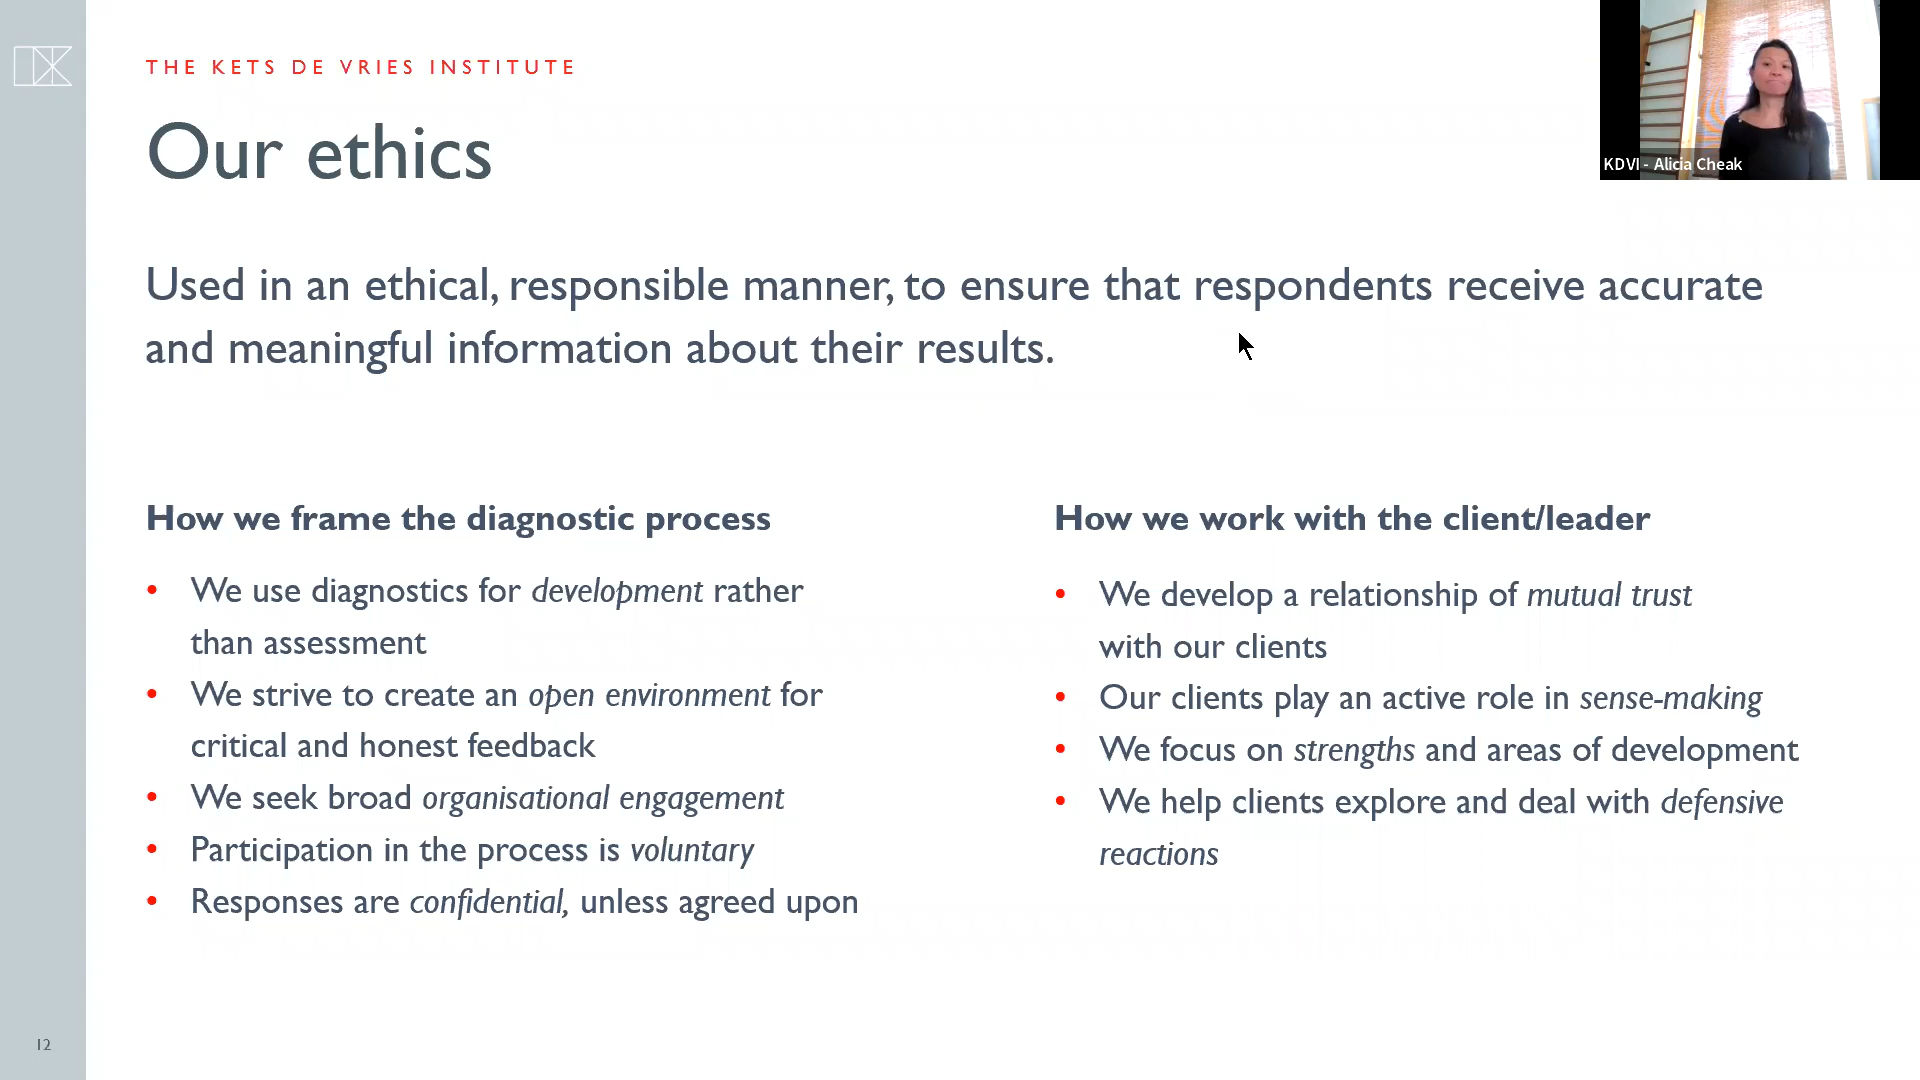 THE KETS DE VRIES INSTITUTE
Our ethics
KDVI - Alicia Cheak
Used in an ethical, responsible manner, to ensure that respondents receive accurate
and meaningful information about their results.
How we frame the diagnostic process
• We use diagnostics for development rather
than assessment
• We strive to create an open environment for
critical and honest feedback
• We seek broad organisational engagement
• Participation in the process is voluntary
• Responses are confidential, unless agreed upon
How we work with the client/leader
• We develop a relationship of mutual trust
with our clients
• Our clients play an active role in sense-making
• We focus on strengths and areas of development
• We help clients explore and deal with defensive
reactions
12